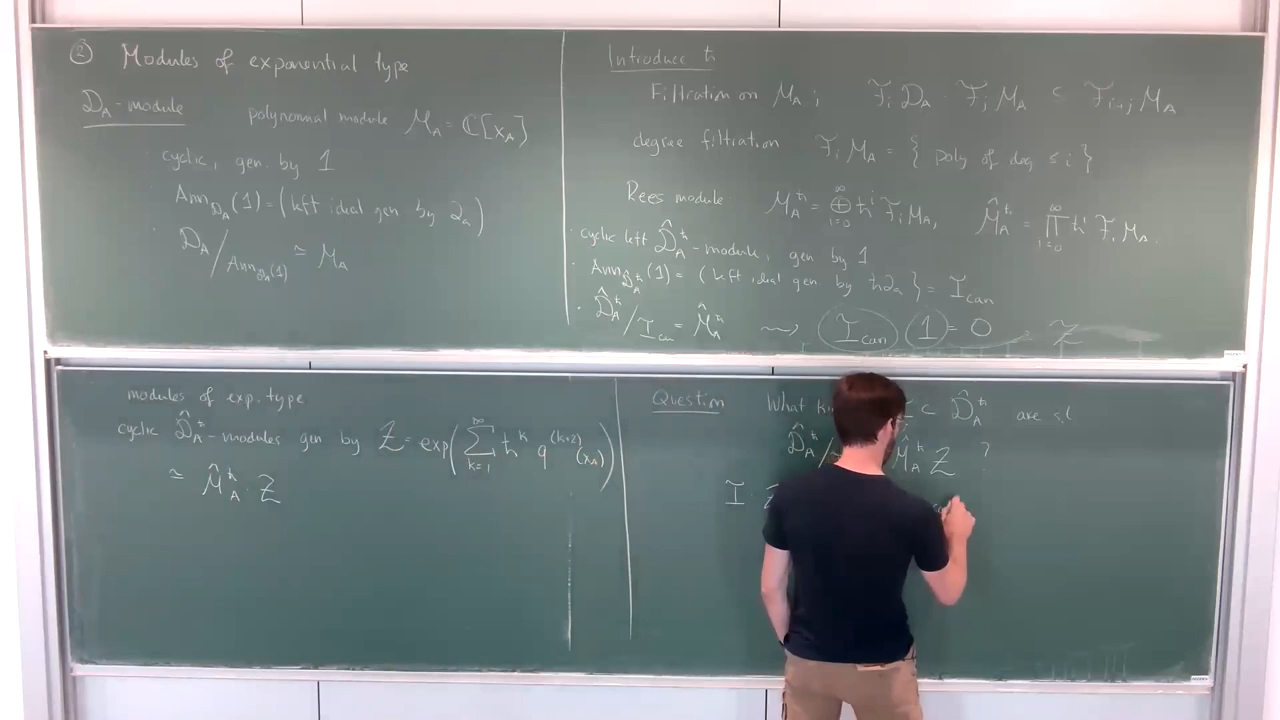 ② Modules of exponential type
D_A-module
polynomial module M_A = ℂ[x_A]
· cyclic, gen. by 1
· Ann_{D_A}(1) = (left ideal gen by ∂_a)
· D_A / Ann_{D_A}(1) ≅ M_A
Introduce ħ
Filtration on M_A : F_i D_A · F_j M_A ⊂ F_{i+j} M_A
degree filtration F_i M_A = { poly of deg ≤ i }
Rees module M_A^ħ = ⊕_{i=0}^∞ ħ^i F_i M_A, M̂_A^ħ = ∏_{i=0}^∞ ħ^i F_i M_A.
· cyclic left D̂_A^ħ-module, gen by 1
· Ann_{D̂_A^ħ}(1) = (left ideal gen by ħ∂_a) = I_can
· D̂_A^ħ / I_can = M̂_A^ħ ⇝ I_can 1 = 0 Z
modules of exp. type
cyclic D̂_A^ħ-modules gen by Z = exp( ∑_{k=1}^∞ ħ^k q^{(k+2)}(x_A) )
≅ M̂_A^ħ · Z
Question What I ⊂ D̂_A^ħ are s.t
D̂_A^ħ / M̂_A^ħ Z ?
I ·